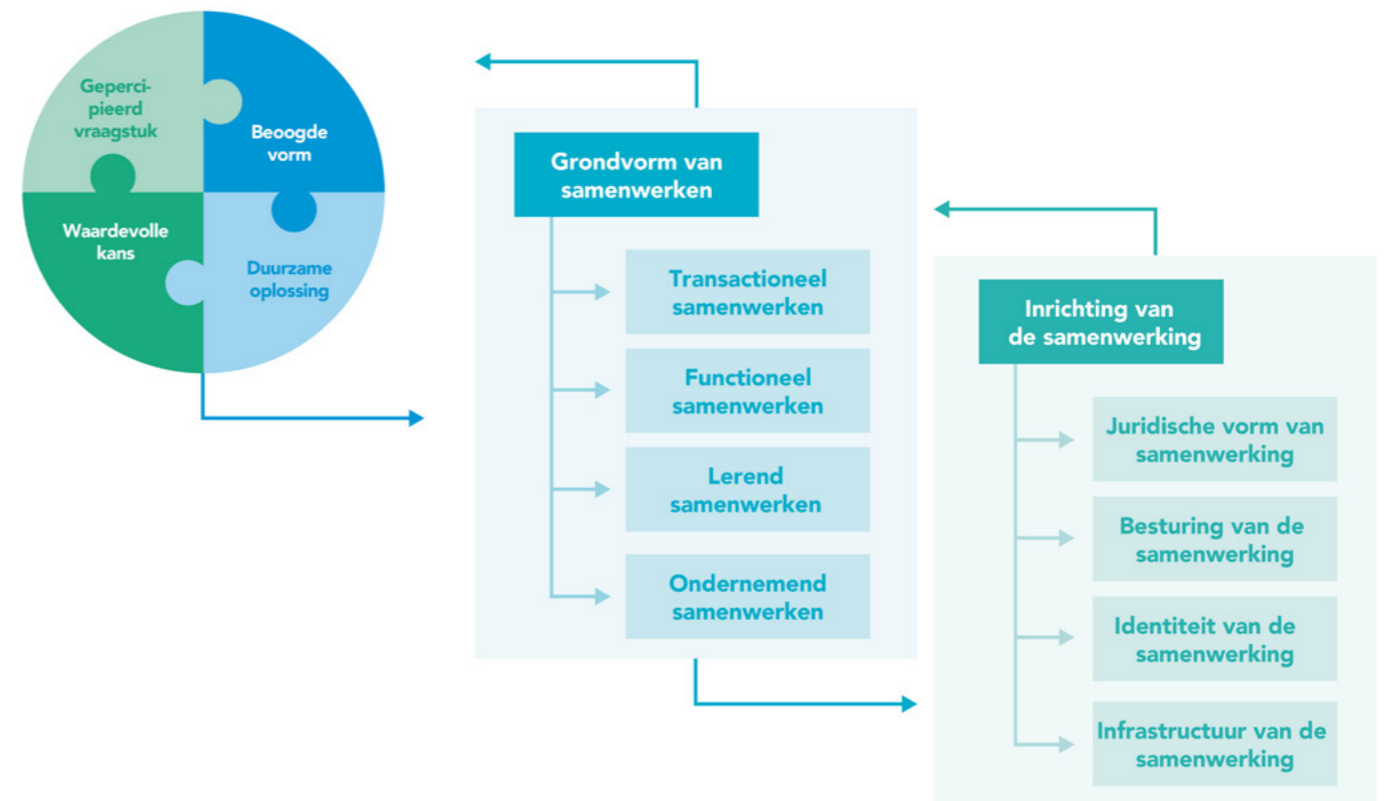 Geperci-
pieerd
vraagstuk
Beoogde
vorm
Waardevolle
kans
Duurzame
oplossing
Grondvorm van
samenwerken
Transactioneel
samenwerken
Functioneel
samenwerken
Lerend
samenwerken
Ondernemend
samenwerken
Inrichting van
de samenwerking
Juridische vorm van
samenwerking
Besturing van de
samenwerking
Identiteit van de
samenwerking
Infrastructuur van de
samenwerking